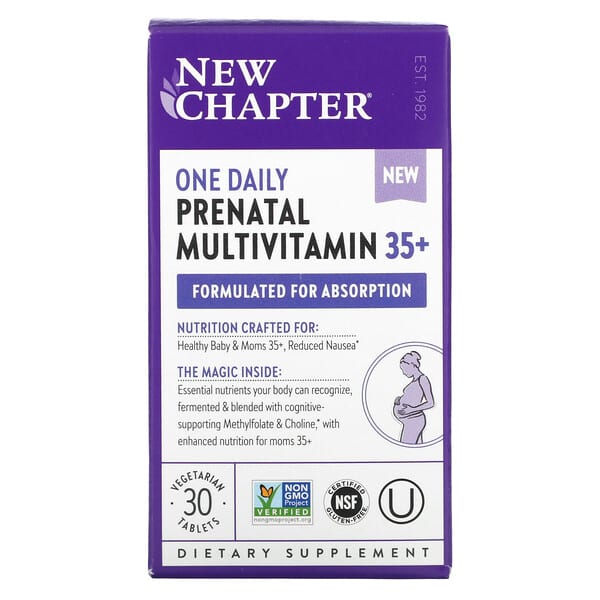 NEW
CHAPTER®
EST. 1982
NEW
ONE DAILY
PRENATAL
MULTIVITAMIN 35+
FORMULATED FOR ABSORPTION
NUTRITION CRAFTED FOR:
Healthy Baby & Moms 35+, Reduced Nausea*
THE MAGIC INSIDE:
Essential nutrients your body can recognize,
fermented & blended with cognitive-
supporting Methylfolate & Choline,* with
enhanced nutrition for moms 35+
VEGETARIAN
30
TABLETS
NON
GMO
Project
VERIFIED
nongmoproject.org
CERTIFIED
NSF
GLUTEN-FREE
U
DIETARY SUPPLEMENT